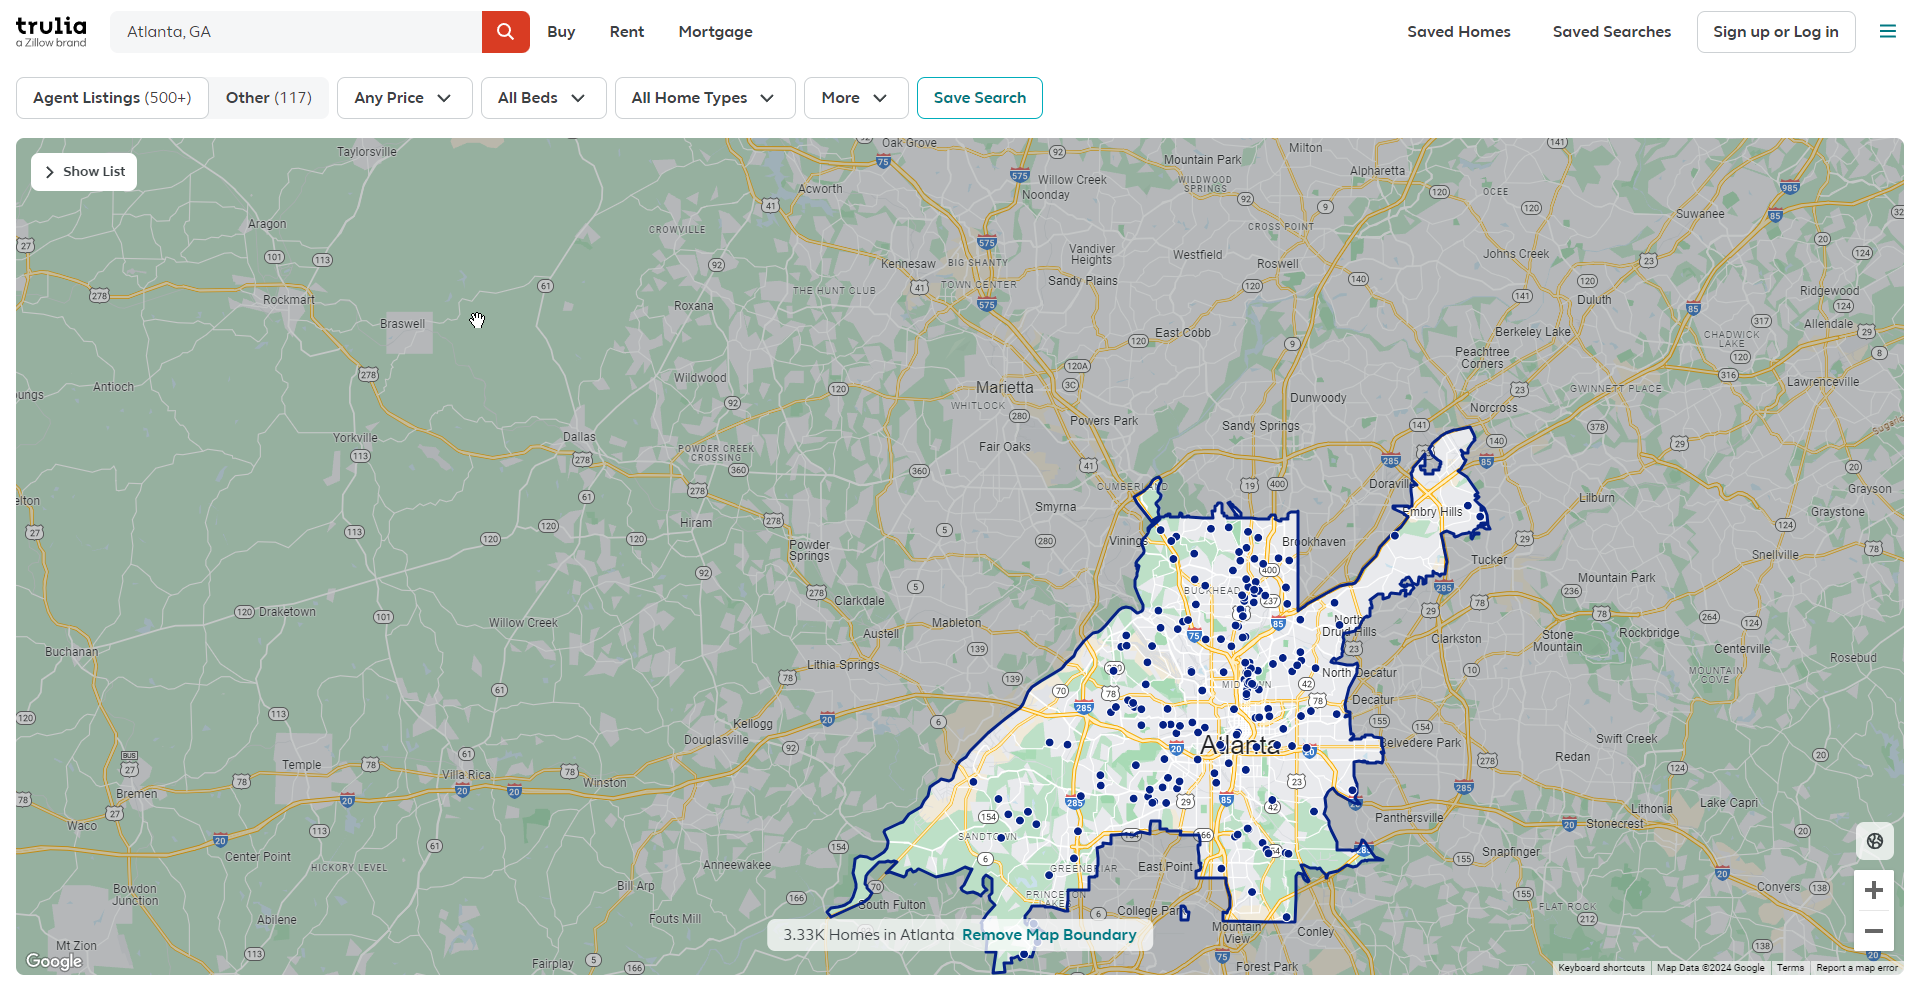 trulia
a Zillow brand
Atlanta, GA
Buy
Rent
Mortgage
Saved Homes
Saved Searches
Sign up or Log in
Agent Listings (500+)
Other (117)
Any Price
All Beds
All Home Types
More
Save Search
Show List
Taylorsville
Oak Grove
Milton
Mountain Park
WILDWOOD
SPRINGS
Alpharetta
Willow Creek
Noonday
Acworth
OCEE
Suwanee
Aragon
CROWVILLE
CROSS POINT
Vandiver
Heights
Westfield
Roswell
Johns Creek
Kennesaw
BIG SHANTY
TOWN CENTER
Sandy Plains
THE HUNT CLUB
Rockmart
Roxana
Duluth
Ridgewood
Braswell
East Cobb
Berkeley Lake
Allendale
CHADWICK
LAKE
Peachtree
Corners
Antioch
Wildwood
Marietta
WHITLOCK
GWINNETT PLACE
Lawrenceville
Dunwoody
Norcross
Powers Park
Sandy Springs
Yorkville
Dallas
POWDER CREEK
CROSSING
Fair Oaks
CUMBERLAND
Doraville
Grayson
Lilburn
Smyrna
Embry Hills
Graystone
Hiram
Powder
Springs
Vinings
Brookhaven
Snellville
Tucker
Mountain Park
BUCKHEAD
Clarkdale
Draketown
Willow Creek
Mableton
Austell
North
Druid Hills
Clarkston
Stone
Mountain
Rockbridge
Centerville
Buchanan
Lithia Springs
North Decatur
MOUNTAIN
COVE
Rosebud
MIDTOWN
Decatur
Kellogg
Douglasville
Atlanta
Belvedere Park
Swift Creek
Redan
Temple
Villa Rica
Winston
Bremen
Waco
Lithonia
Lake Capri
Panthersville
Stonecrest
SANDTOWN
Center Point
HICKORY LEVEL
Anneewakee
GREENBRIAR
East Point
Snapfinger
Bill Arp
Bowdon
Junction
Conyers
PRINCETON
LAKES
South Fulton
College Park
FLAT ROCK
Abilene
Fouts Mill
Mountain
View
Conley
Mt Zion
Fairplay
Forest Park
3.33K Homes in Atlanta Remove Map Boundary
Google
Keyboard shortcuts
Map Data ©2024 Google
Terms
Report a map error